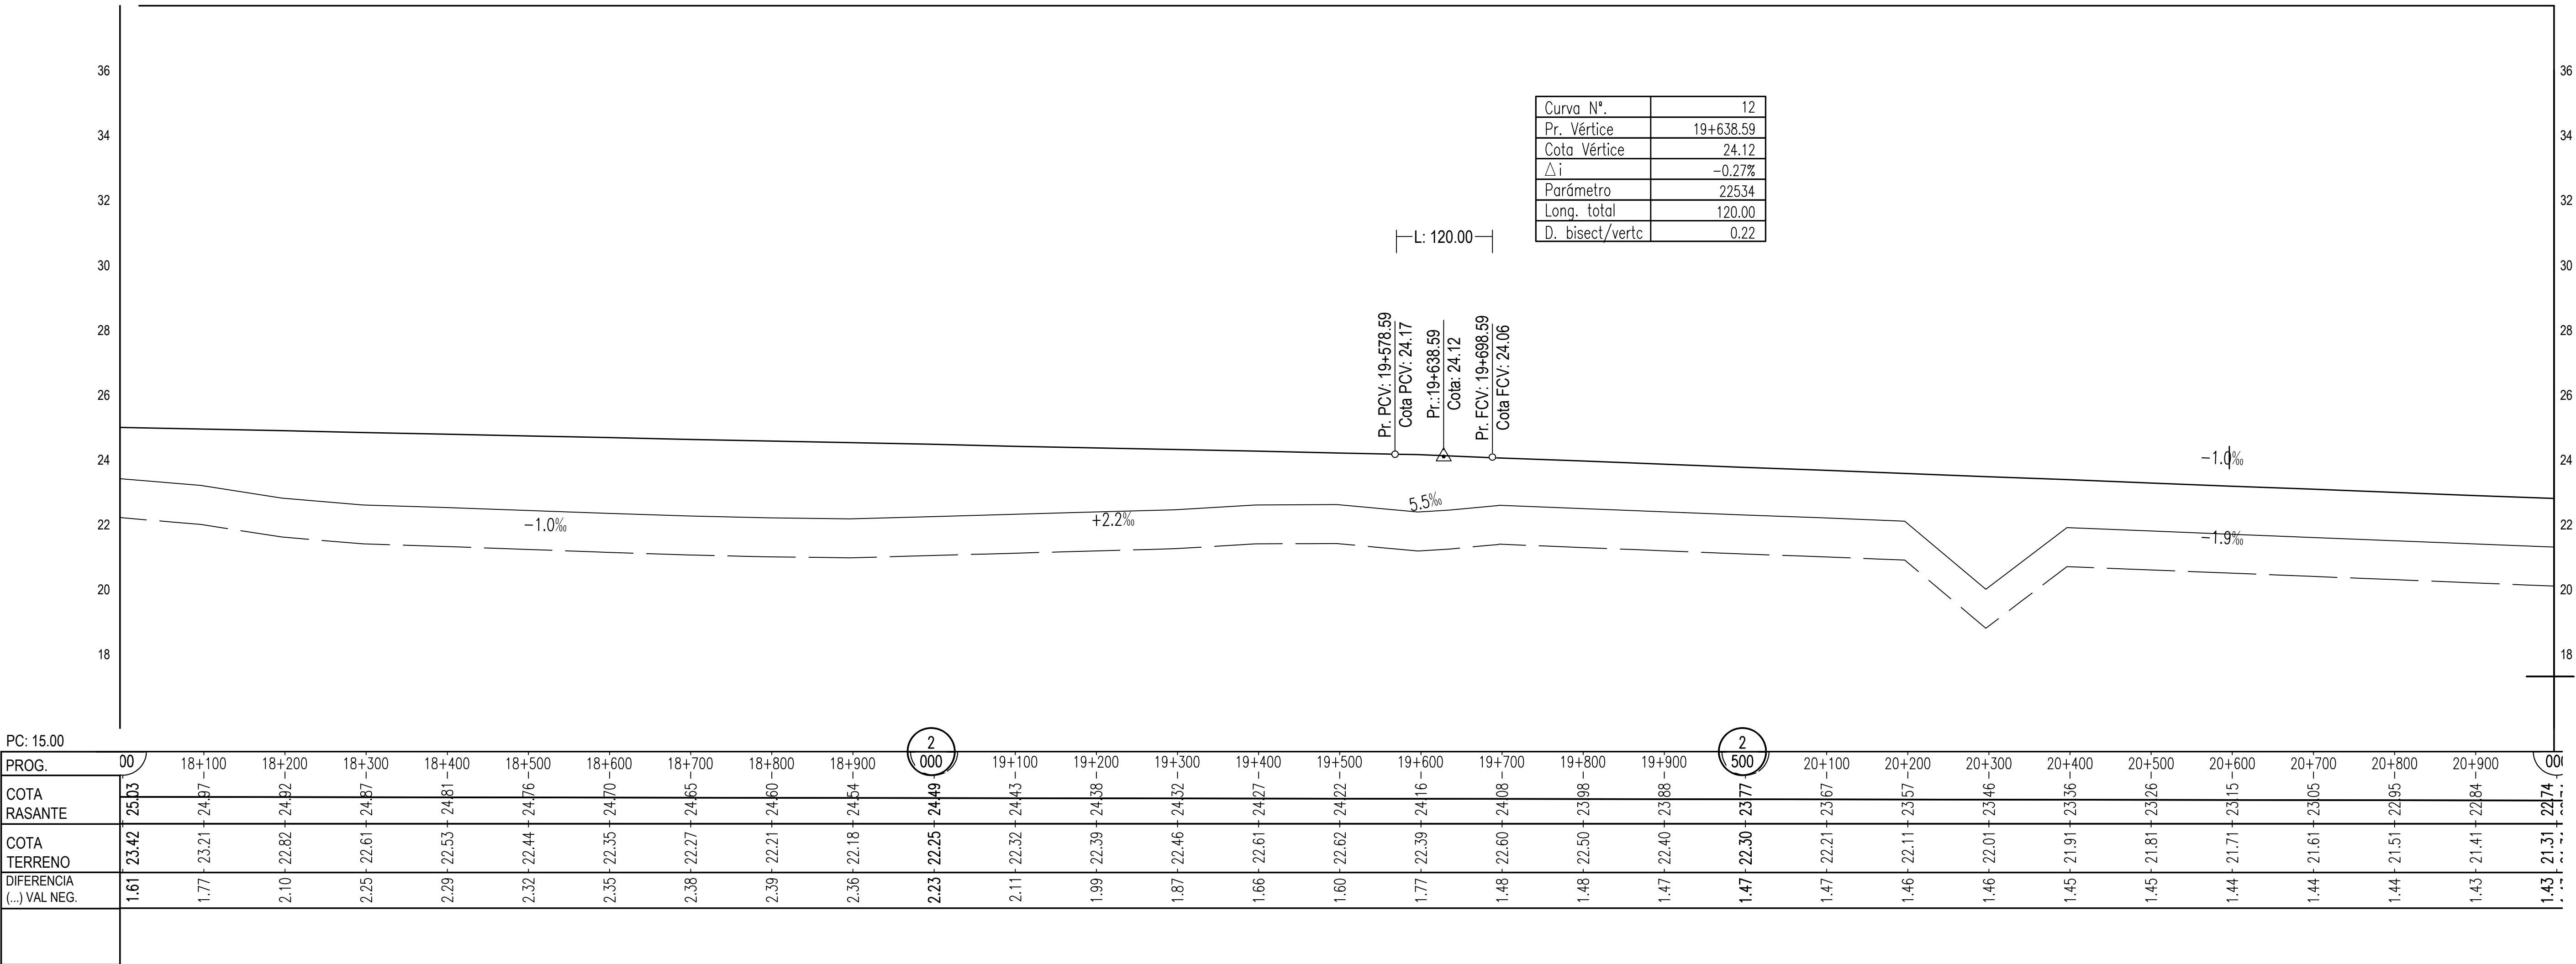 36 36
34 34
32 32
30 30
28 28
26 26
24 24
22 22
20 20
18 18
Curva Nº. 12
Pr. Vértice 19+638.59
Cota Vértice 24.12
△i -0.27%
Parámetro 22534
Long. total 120.00
D. bisect/vertc 0.22
L: 120.00
Pr. PCV: 19+578.59
Cota PCV: 24.17
Pr.:19+638.59
Cota: 24.12
Pr. FCV: 19+698.59
Cota FCV: 24.06
-1.0‰
5.5‰
-1.0‰
+2.2‰
-1.9‰
PC: 15.00
PROG. 00 18+100 18+200 18+300 18+400 18+500 18+600 18+700 18+800 18+900 2 000 19+100 19+200 19+300 19+400 19+500 19+600 19+700 19+800 19+900 2 500 20+100 20+200 20+300 20+400 20+500 20+600 20+700 20+800 20+900 000
COTA
RASANTE 25.03 24.97 24.92 24.87 24.81 24.76 24.70 24.65 24.60 24.54 24.49 24.43 24.38 24.32 24.27 24.22 24.16 24.08 23.98 23.88 23.77 23.67 23.57 23.46 23.36 23.26 23.15 23.05 22.95 22.84 22.74
COTA
TERRENO 23.42 23.21 22.82 22.61 22.53 22.44 22.35 22.27 22.21 22.18 22.25 22.32 22.39 22.46 22.61 22.62 22.39 22.60 22.50 22.40 22.30 22.21 22.11 22.01 21.91 21.81 21.71 21.61 21.51 21.41 21.31
DIFERENCIA
(...) VAL NEG. 1.61 1.77 2.10 2.25 2.29 2.32 2.35 2.38 2.39 2.36 2.23 2.11 1.99 1.87 1.66 1.60 1.77 1.48 1.48 1.47 1.47 1.47 1.46 1.46 1.45 1.45 1.44 1.44 1.44 1.43 1.43